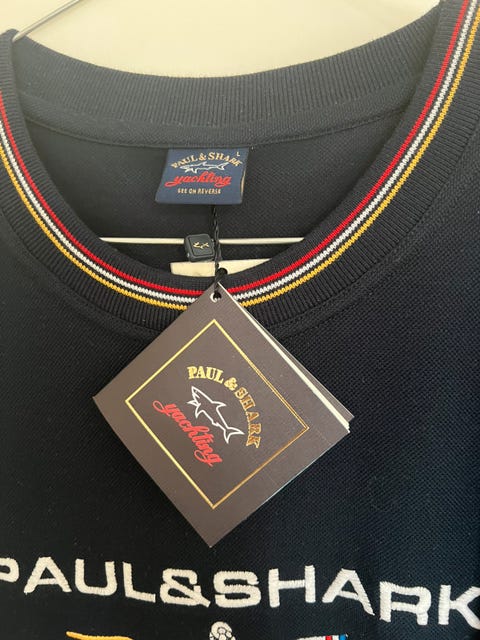 L
PAUL & SHARK
yachting
SEE ON REVERSE
PAUL & SHARK
yachting
PAUL&SHARK